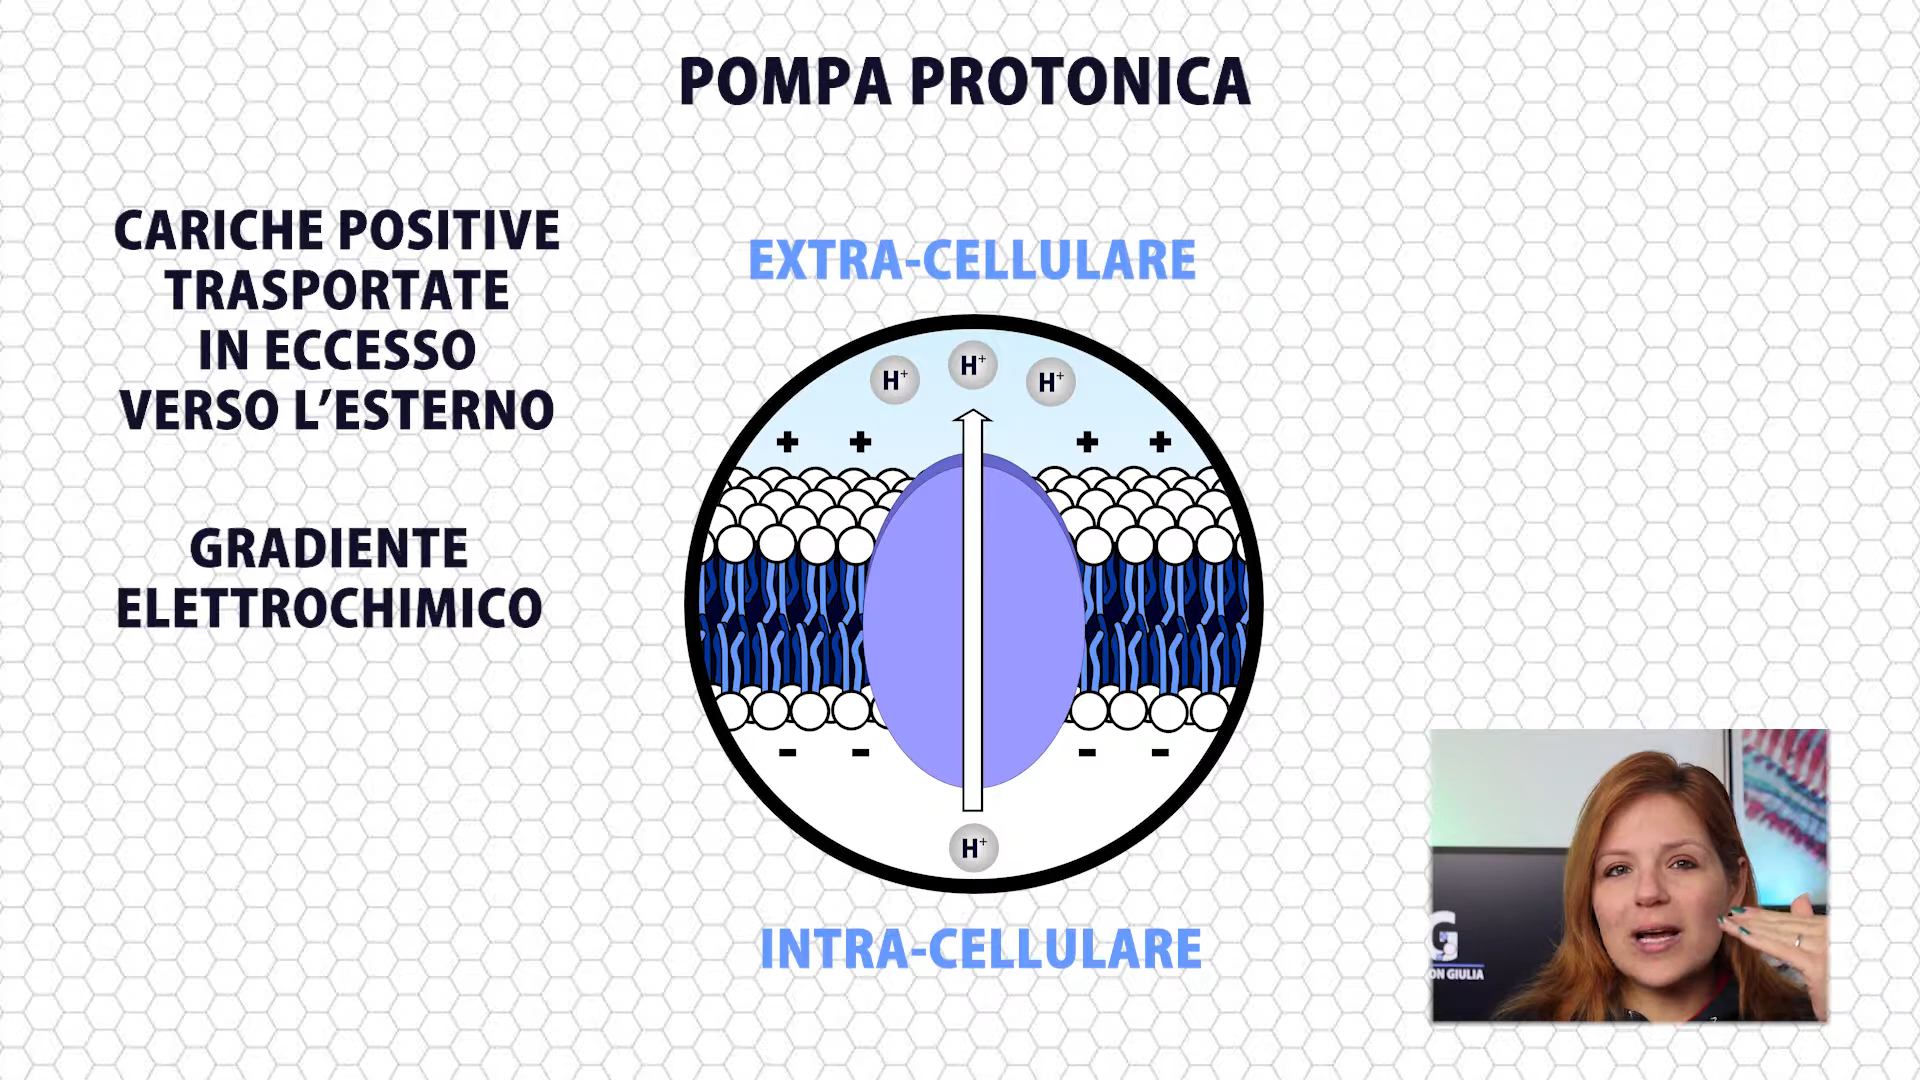 POMPA PROTONICA
CARICHE POSITIVE
TRASPORTATE
IN ECCESSO
VERSO L'ESTERNO
GRADIENTE
ELETTROCHIMICO
EXTRA-CELLULARE
H⁺ H⁺ H⁺
+ + + +
- - - -
H⁺
INTRA-CELLULARE
G
ON GIULIA